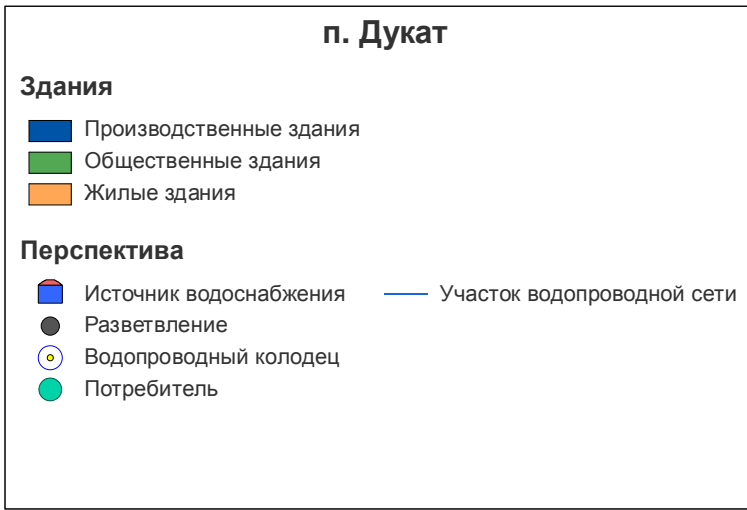 п. Дукат
Здания
Производственные здания
Общественные здания
Жилые здания
Перспектива
Источник водоснабжения
Участок водопроводной сети
Разветвление
Водопроводный колодец
Потребитель